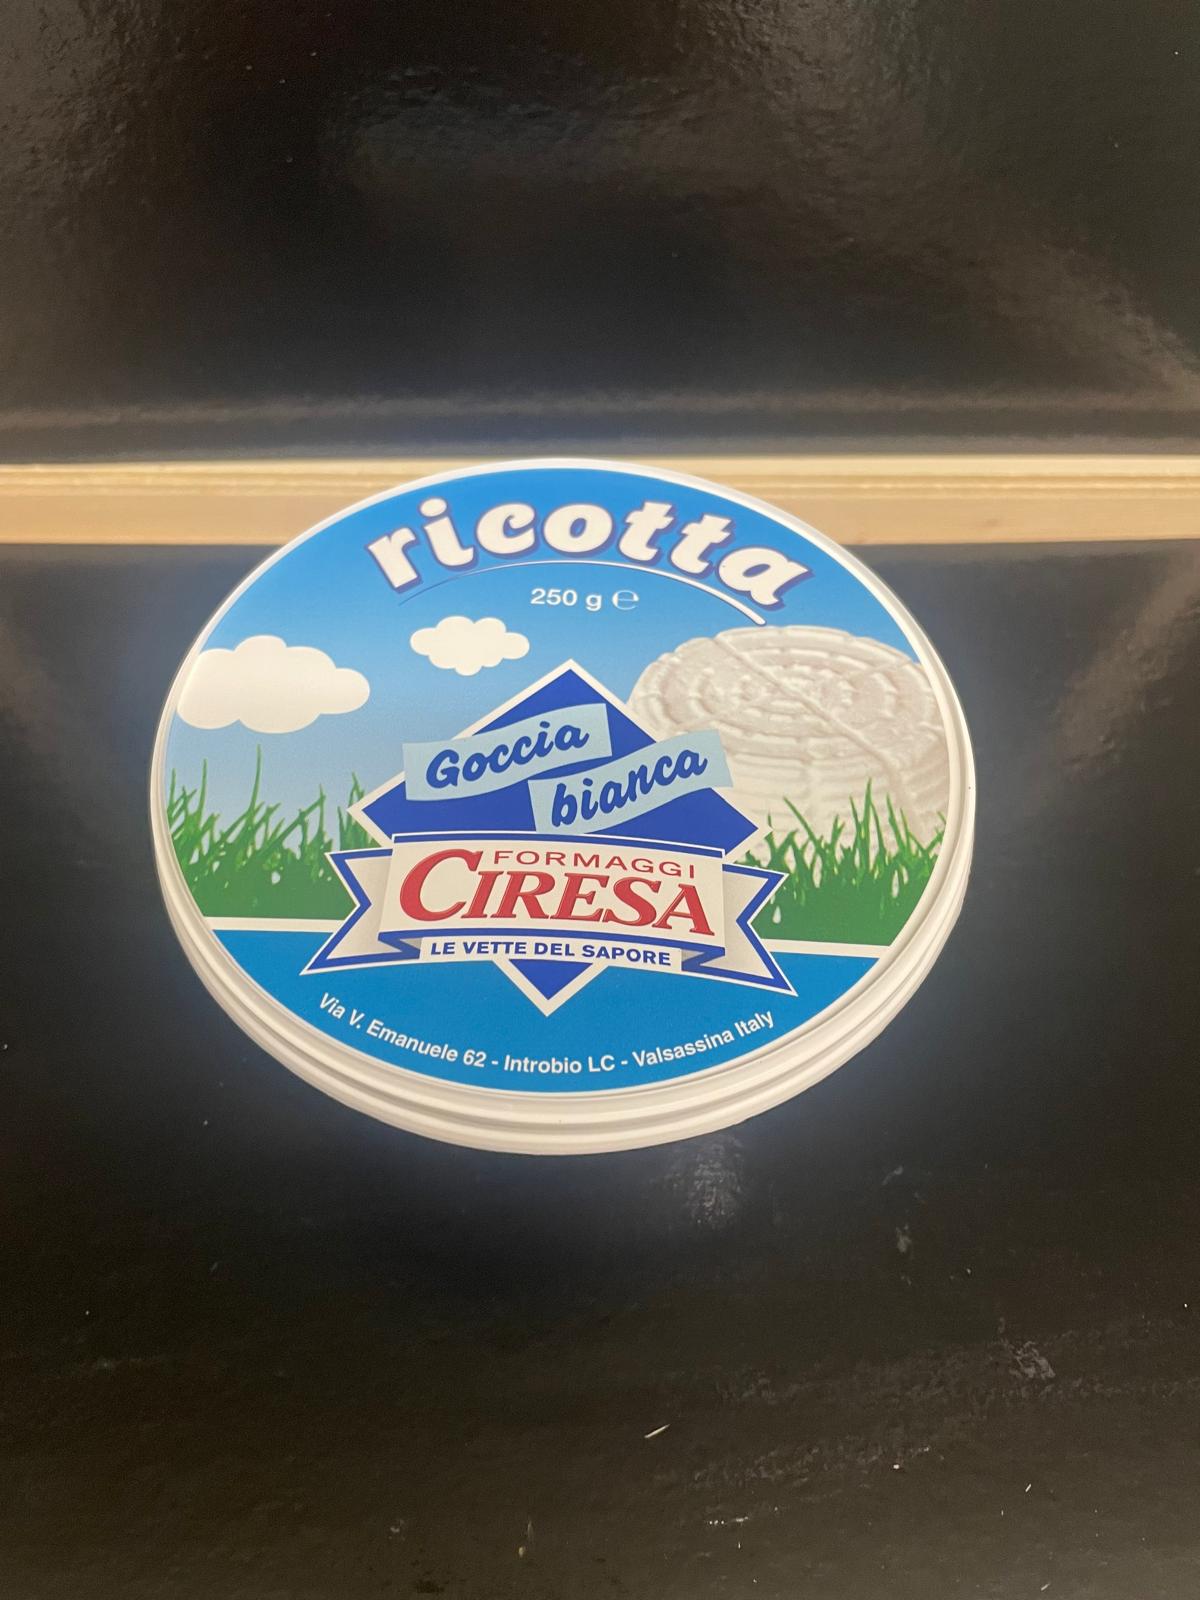 ricotta
250 g ℮
Goccia
bianca
FORMAGGI
CIRESA
LE VETTE DEL SAPORE
Via V. Emanuele 62 - Introbio LC - Valsassina Italy